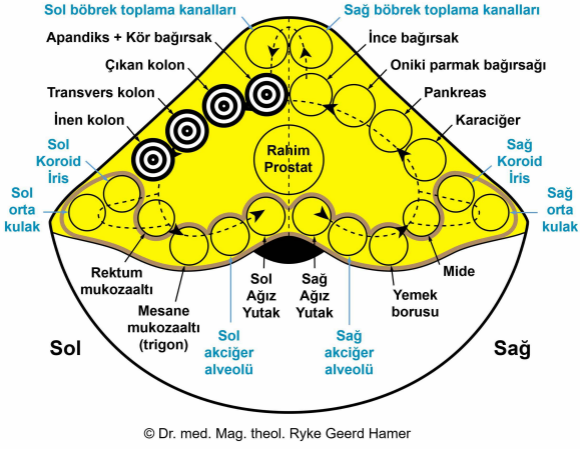 Sol böbrek toplama kanalları
Sağ böbrek toplama kanalları
Apandiks + Kör bağırsak
İnce bağırsak
Çıkan kolon
Oniki parmak bağırsağı
Transvers kolon
Pankreas
İnen kolon
Karaciğer
Sol
Koroid
İris
Sağ
Koroid
İris
Rahim
Prostat
Sol
orta
kulak
Sağ
orta
kulak
Rektum
mukozaaltı
Mesane
mukozaaltı
(trigon)
Sol
akciğer
alveolü
Sol
Ağız
Yutak
Sağ
Ağız
Yutak
Sağ
akciğer
alveolü
Yemek
borusu
Mide
Sol
Sağ
© Dr. med. Mag. theol. Ryke Geerd Hamer